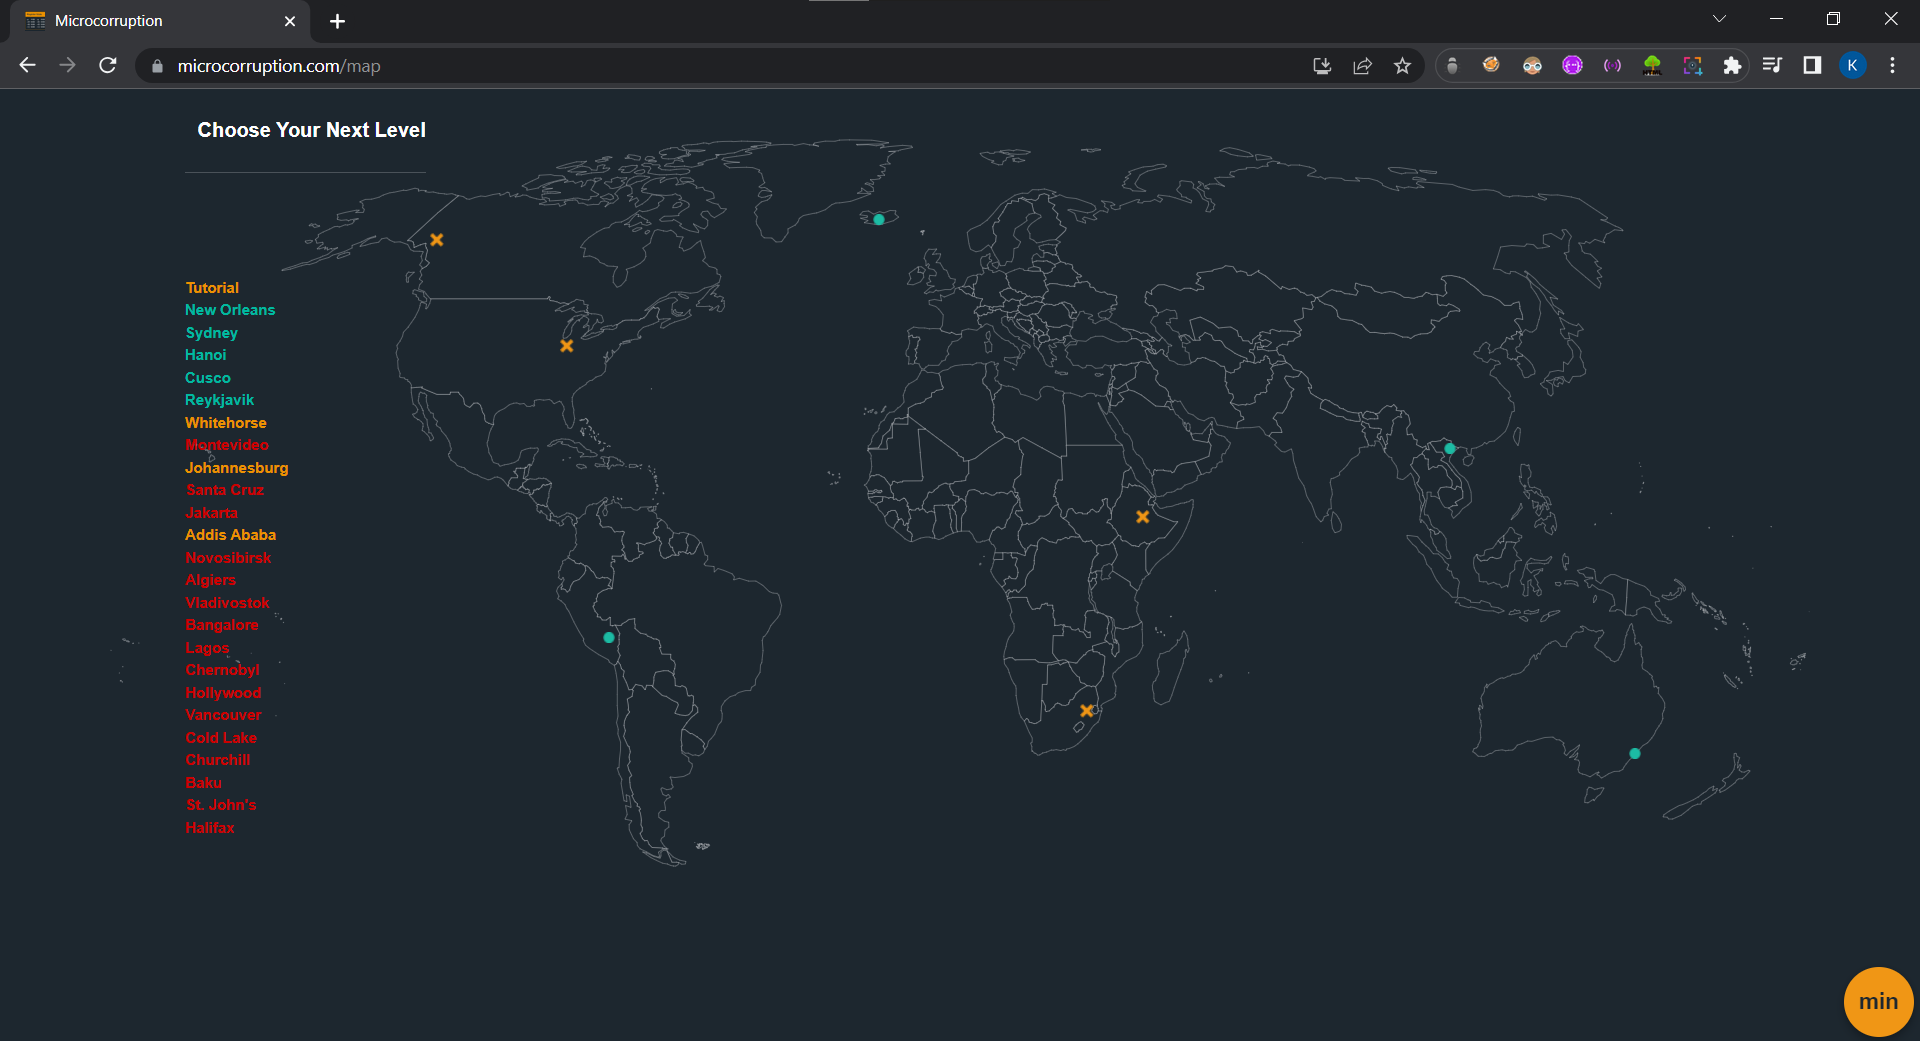 Microcorruption
microcorruption.com/map
K
Choose Your Next Level
Tutorial
New Orleans
Sydney
Hanoi
Cusco
Reykjavik
Whitehorse
Montevideo
Johannesburg
Santa Cruz
Jakarta
Addis Ababa
Novosibirsk
Algiers
Vladivostok
Bangalore
Lagos
Chernobyl
Hollywood
Vancouver
Cold Lake
Churchill
Baku
St. John's
Halifax
min